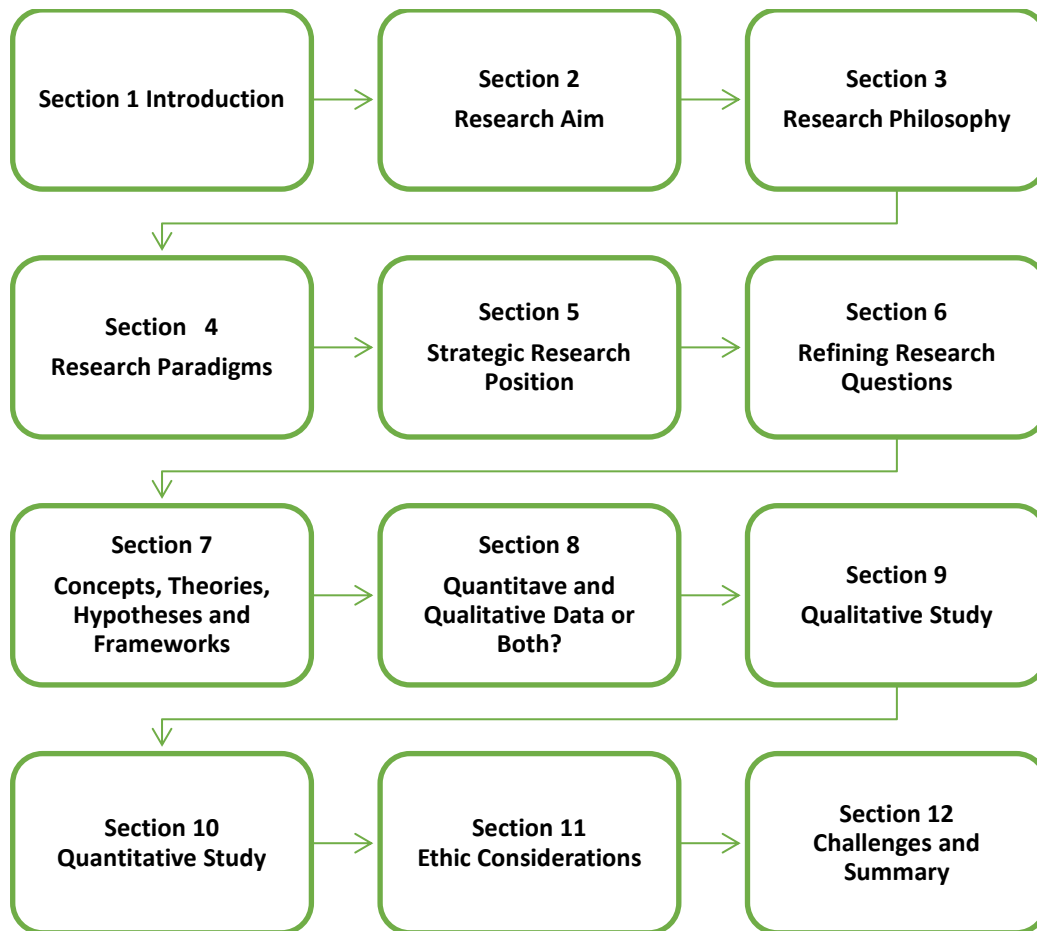 Section 1 Introduction
Section 2
Research Aim
Section 3
Research Philosophy
Section   4
Research Paradigms
Section 5
Strategic Research
Position
Section 6
Refining Research
Questions
Section 7
Concepts, Theories,
Hypotheses and
Frameworks
Section 8
Quantitave and
Qualitative Data or
Both?
Section 9
Qualitative Study
Section 10
Quantitative Study
Section 11
Ethic Considerations
Section 12
Challenges and
Summary